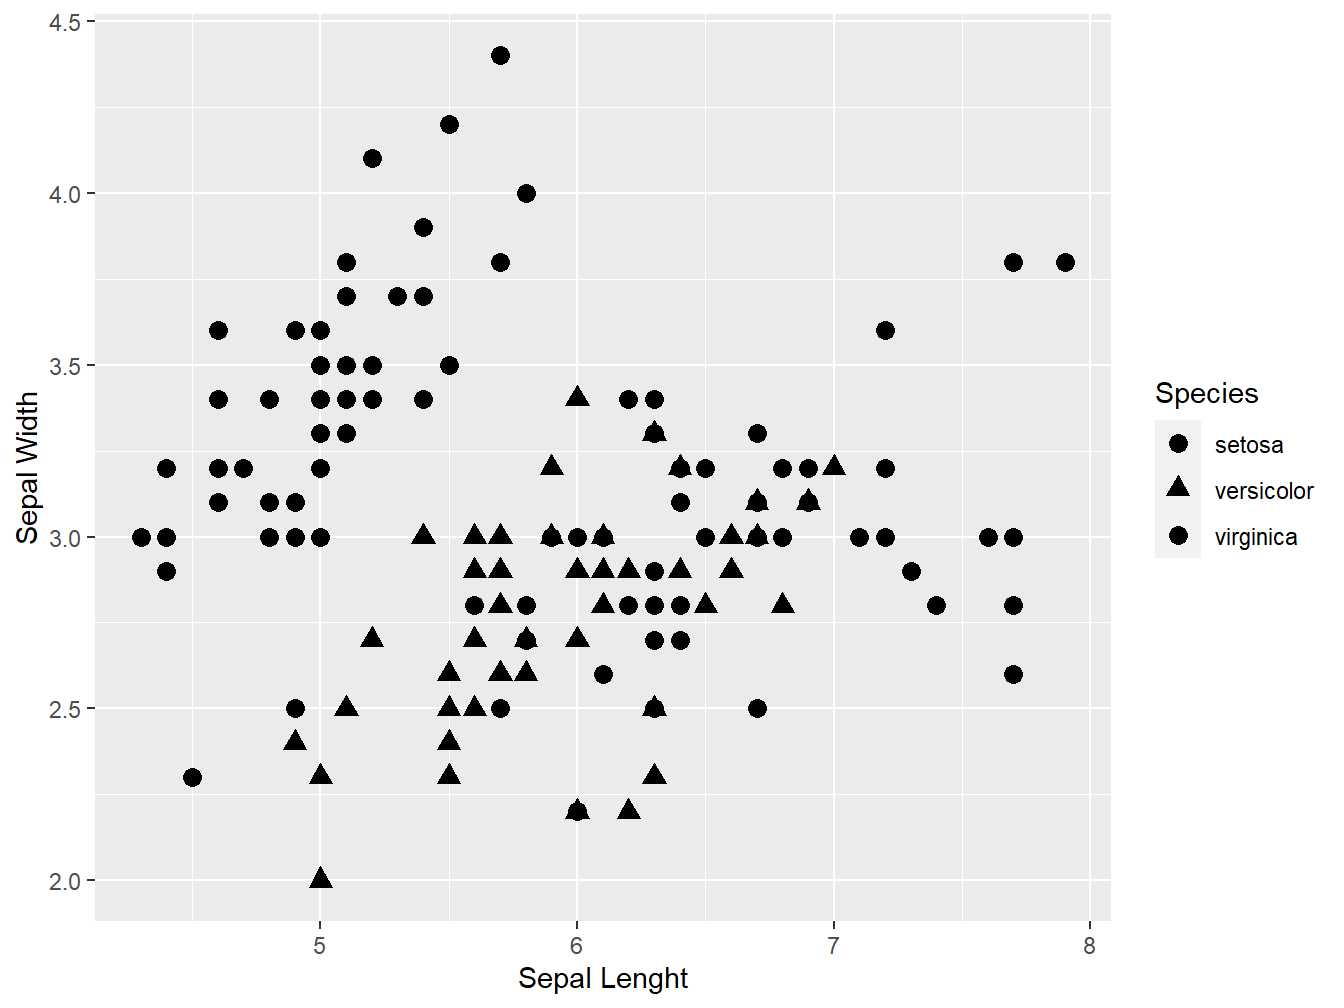 4.5
4.0
3.5
3.0
2.5
2.0
Sepal Width
5 6 7 8
Sepal Lenght
Species
setosa
versicolor
virginica